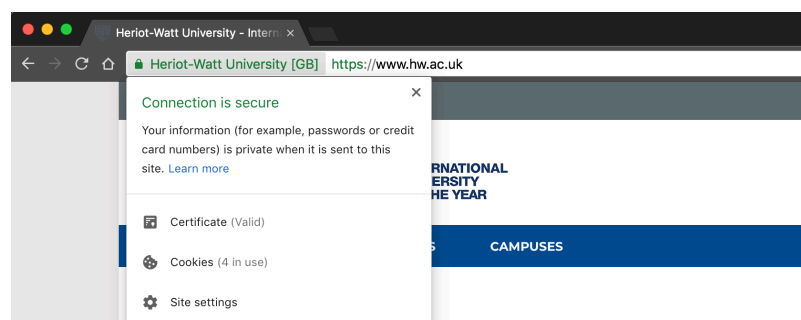 Heriot-Watt University - Intern
Heriot-Watt University [GB] https://www.hw.ac.uk
Connection is secure
Your information (for example, passwords or credit
card numbers) is private when it is sent to this
site. Learn more
RNATIONAL
ERSITY
HE YEAR
Certificate (Valid)
S CAMPUSES
Cookies (4 in use)
Site settings